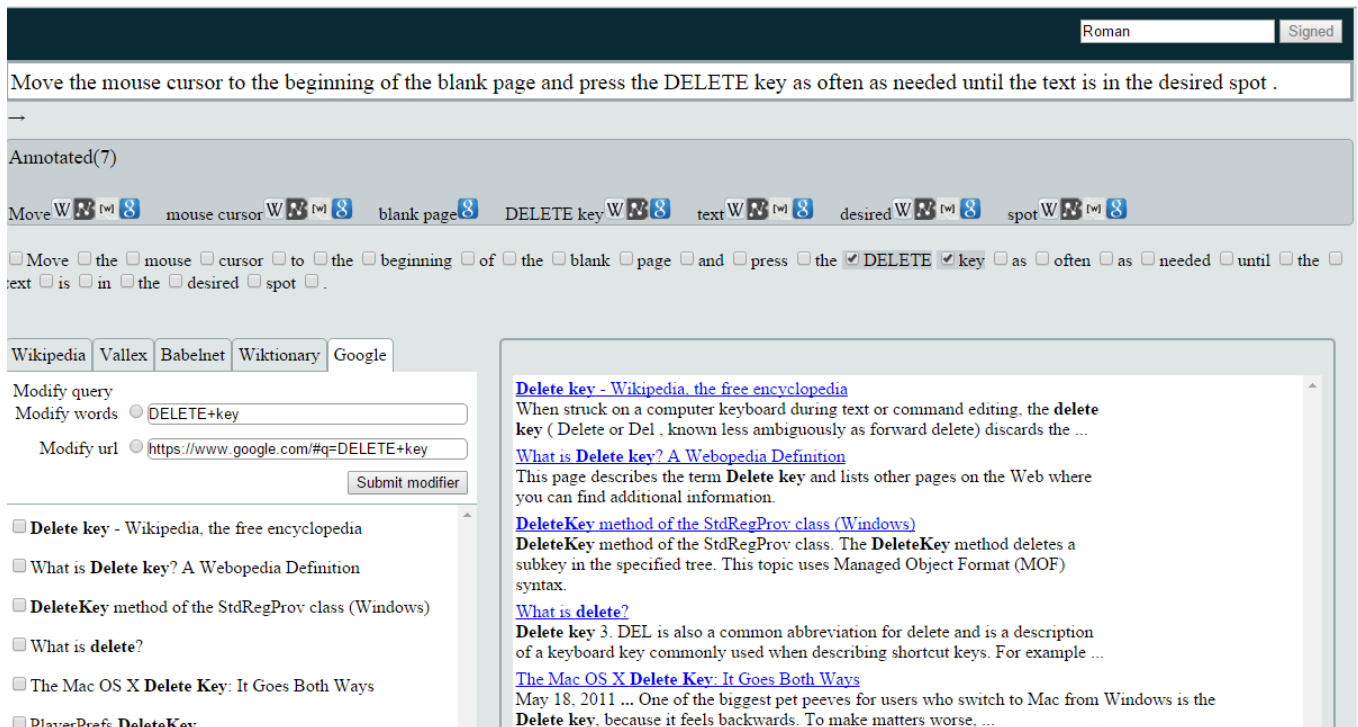 Roman Signed
Move the mouse cursor to the beginning of the blank page and press the DELETE key as often as needed until the text is in the desired spot .
→
Annotated(7)
Move W [w] 8 mouse cursor W [w] 8 blank page 8 DELETE key W 8 text W [w] 8 desired W [w] 8 spot W [w] 8
Move the mouse cursor to the beginning of the blank page and press the DELETE key as often as needed until the
text is in the desired spot .
Wikipedia Vallex Babelnet Wiktionary Google
Modify query
Modify words DELETE+key
Modify url https://www.google.com/#q=DELETE+key
Submit modifier
Delete key - Wikipedia, the free encyclopedia
What is Delete key? A Webopedia Definition
DeleteKey method of the StdRegProv class (Windows)
What is delete?
The Mac OS X Delete Key: It Goes Both Ways
PlayerPrefs DeleteKey
Delete key - Wikipedia, the free encyclopedia
When struck on a computer keyboard during text or command editing, the delete
key ( Delete or Del , known less ambiguously as forward delete) discards the ...
What is Delete key? A Webopedia Definition
This page describes the term Delete key and lists other pages on the Web where
you can find additional information.
DeleteKey method of the StdRegProv class (Windows)
DeleteKey method of the StdRegProv class. The DeleteKey method deletes a
subkey in the specified tree. This topic uses Managed Object Format (MOF)
syntax.
What is delete?
Delete key 3. DEL is also a common abbreviation for delete and is a description
of a keyboard key commonly used when describing shortcut keys. For example ...
The Mac OS X Delete Key: It Goes Both Ways
May 18, 2011 ... One of the biggest pet peeves for users who switch to Mac from Windows is the
Delete key, because it feels backwards. To make matters worse, ...